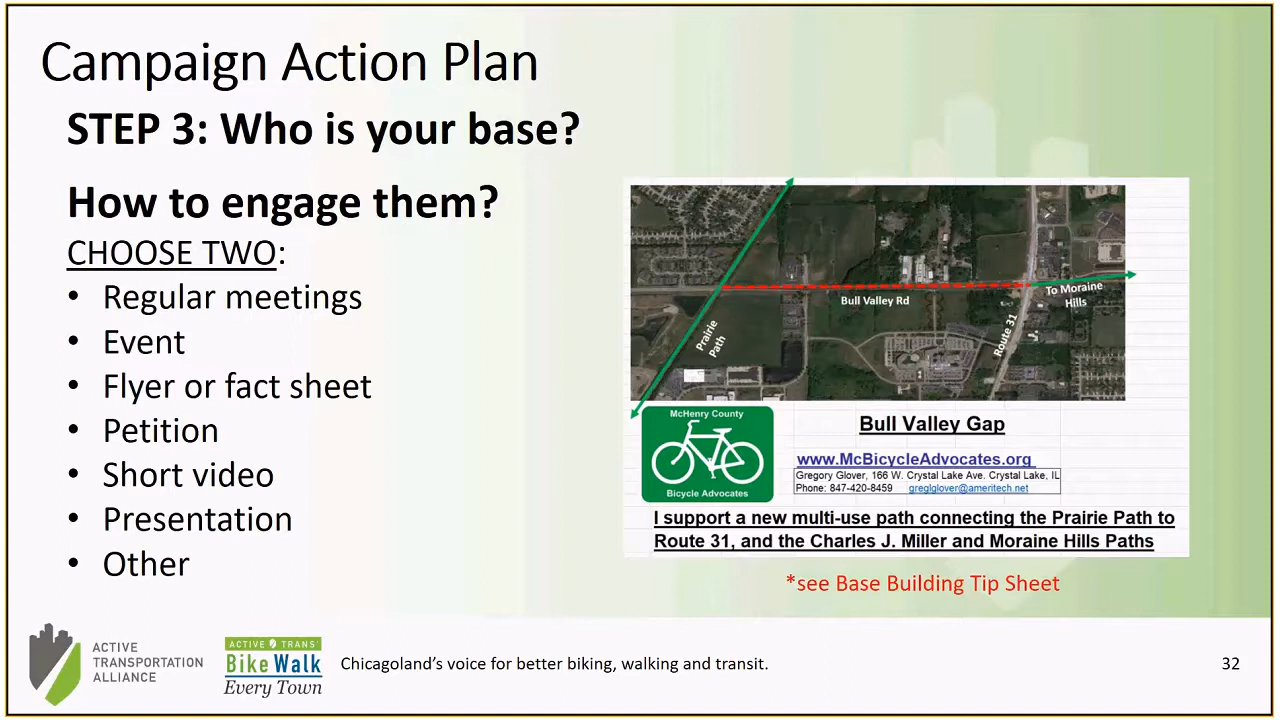 Campaign Action Plan
STEP 3: Who is your base?
How to engage them?
CHOOSE TWO:
• Regular meetings
• Event
• Flyer or fact sheet
• Petition
• Short video
• Presentation
• Other
Bull Valley Rd
To Moraine
Hills
Prairie
Path
Route 31
McHenry County
Bicycle Advocates
Bull Valley Gap
www.McBicycleAdvocates.org
Gregory Glover, 166 W. Crystal Lake Ave. Crystal Lake, IL
Phone: 847-420-8459 greglglover@ameritech.net
I support a new multi-use path connecting the Prairie Path to
Route 31, and the Charles J. Miller and Moraine Hills Paths
*see Base Building Tip Sheet
ACTIVE
TRANSPORTATION
ALLIANCE
ACTIVE TRANS'
Bike Walk
Every Town
Chicagoland’s voice for better biking, walking and transit.
32